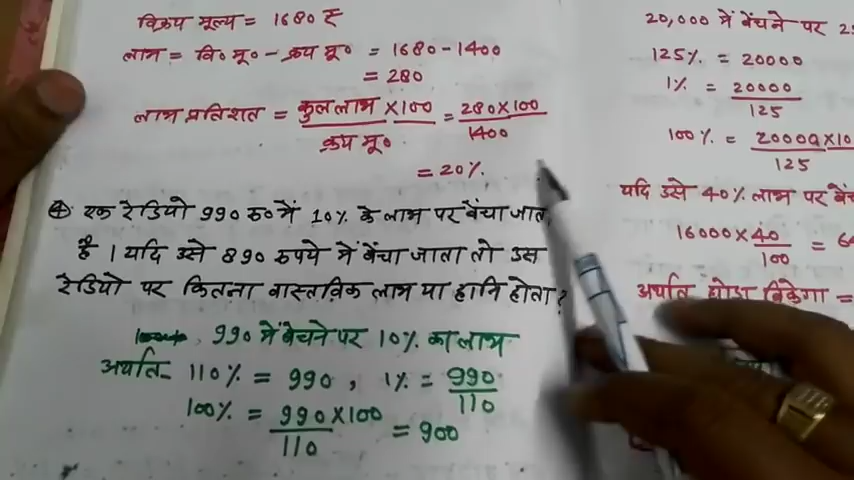 विक्रय मूल्य = 1680 ₹
लाभ = वि० मू० - क्रय मू० = 1680 - 1400
= 280
लाभ प्रतिशत = कुल लाभ × 100 / क्रय मू० = 280 × 100 / 1400
= 20%.
④ एक रेडियो 990 रु० में 10% के लाभ पर बेंचा जाता
है । यदि उसे 890 रुपये में बेंचा जाता तो उस
रेडियो पर कितना वास्तविक लाभ या हानि होता?
990 में बेचने पर 10% का लाभ
अर्थात- 110% = 990, 1% = 990 / 110
100% = 990 × 100 / 110 = 900
20,000 में बेंचने पर
125% = 20000
1% = 20000 / 125
100% = 20000 × 10 / 125
यदि उसे 40% लाभ पर
16000 × 40 / 100 =
अर्थात घोड़ा बिकेगा =